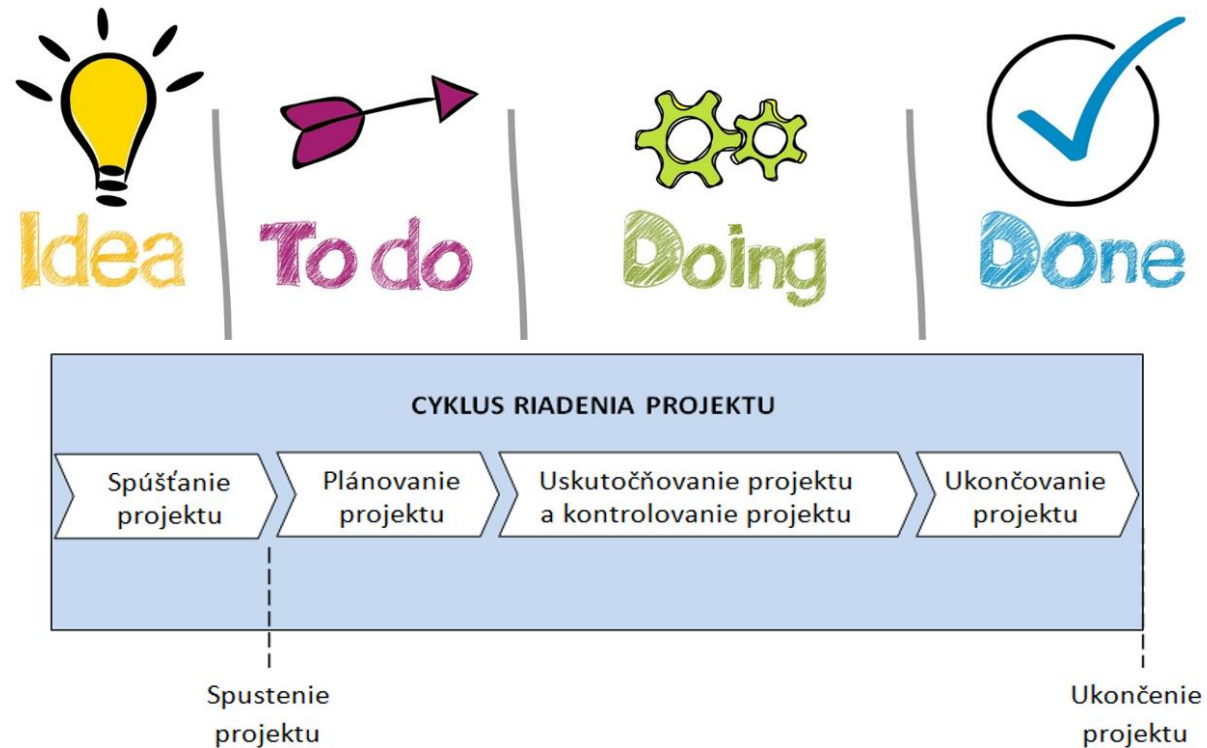 Idea
To do
Doing
Done
CYKLUS RIADENIA PROJEKTU
Spúšťanie
projektu
Plánovanie
projektu
Uskutočňovanie projektu
a kontrolovanie projektu
Ukončovanie
projektu
Spustenie
projektu
Ukončenie
projektu